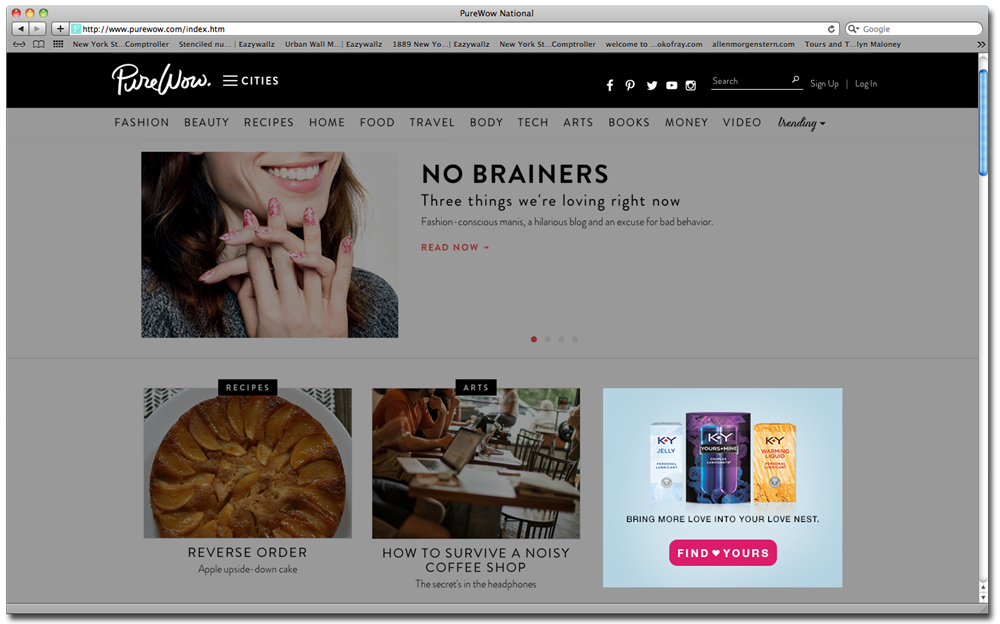 PureWow National
http://www.purewow.com/index.htm
Google
New York St...Comptroller Stenciled nu... | Eazywallz Urban Wall M...| Eazywallz 1889 New Yo...| Eazywallz New York St...Comptroller welcome to ...okofray.com allenmorgenstern.com Tours and T...lyn Maloney
PureWow. CITIES
Search
Sign Up | Log In
FASHION BEAUTY RECIPES HOME FOOD TRAVEL BODY TECH ARTS BOOKS MONEY VIDEO trending
NO BRAINERS
Three things we're loving right now
Fashion-conscious manis, a hilarious blog and an excuse for bad behavior.
READ NOW
RECIPES
REVERSE ORDER
Apple upside-down cake
ARTS
HOW TO SURVIVE A NOISY
COFFEE SHOP
The secret's in the headphones
K-Y
JELLY
PERSONAL
LUBRICANT
K-Y
YOURS+MINE
COUPLES
LUBRICANTS
K-Y
WARMING
LIQUID
PERSONAL
LUBRICANT
BRING MORE LOVE INTO YOUR LOVE NEST.
FIND♥YOURS